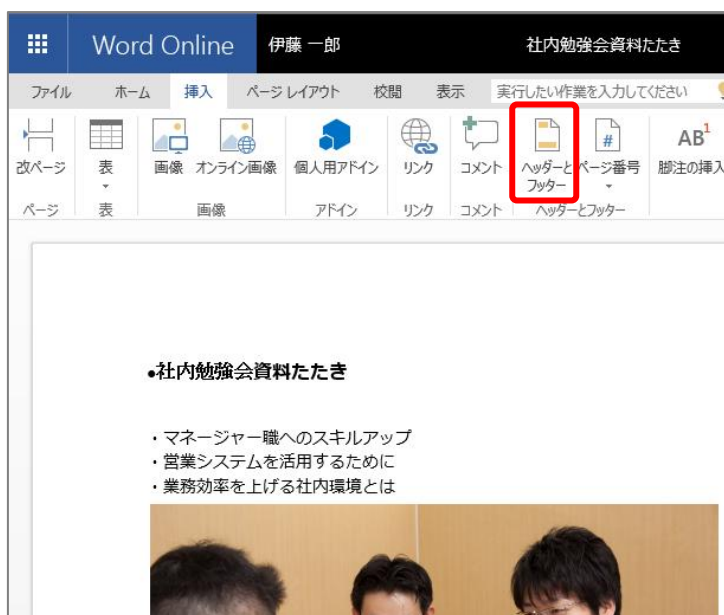 Word Online 伊藤 一郎 社内勉強会資料たたき
ファイル ホーム 挿入 ページ レイアウト 校閲 表示 実行したい作業を入力してください
改ページ 表 画像 オンライン画像 個人用アドイン リンク コメント ヘッダーと フッター # ページ番号 AB1 脚注の挿入
ページ 表 画像 アドイン リンク コメント ヘッダーとフッター
•社内勉強会資料たたき
・マネージャー職へのスキルアップ
・営業システムを活用するために
・業務効率を上げる社内環境とは